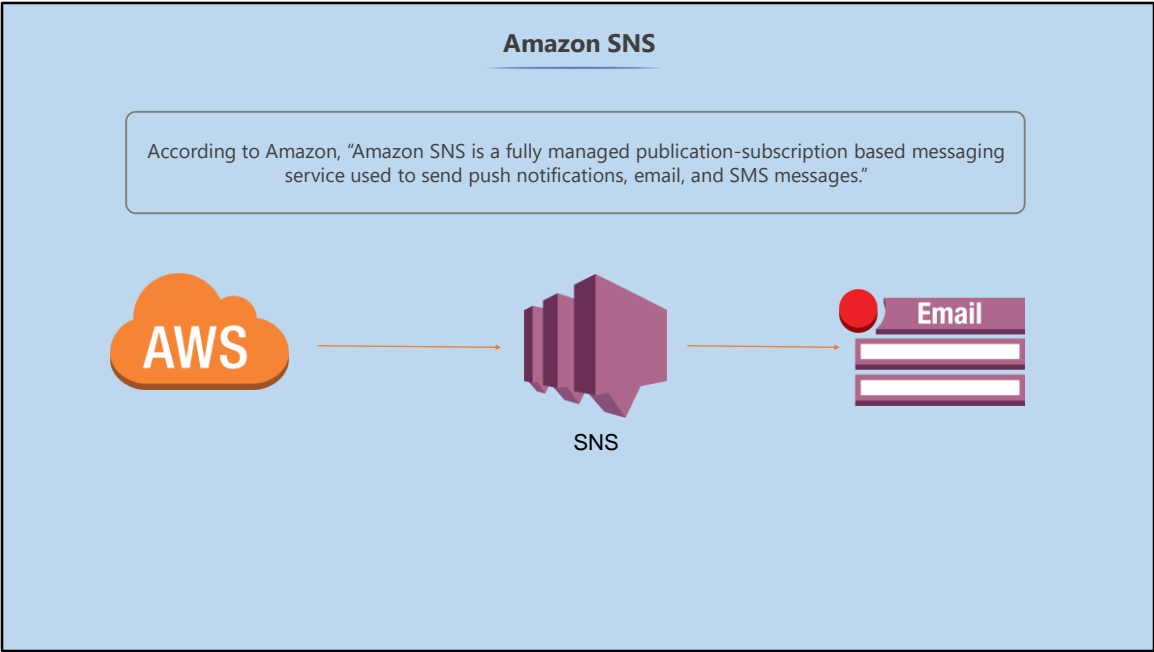 Amazon SNS
According to Amazon, “Amazon SNS is a fully managed publication-subscription based messaging
service used to send push notifications, email, and SMS messages.”
AWS
Email
SNS